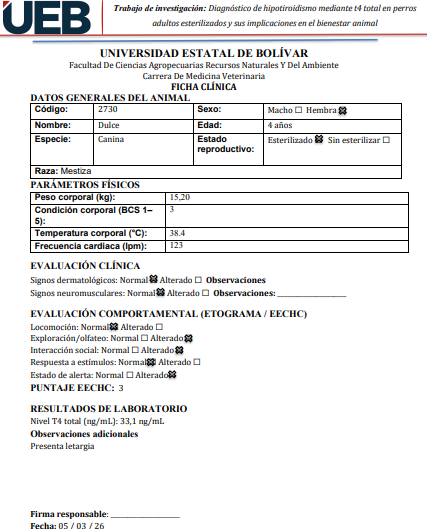 UEB
Trabajo de investigación: Diagnóstico de hipotiroidismo mediante t4 total en perros
adultos esterilizados y sus implicaciones en el bienestar animal
UNIVERSIDAD ESTATAL DE BOLÍVAR
Facultad De Ciencias Agropecuarias Recursos Naturales Y Del Ambiente
Carrera De Medicina Veterinaria
FICHA CLÍNICA
DATOS GENERALES DEL ANIMAL
Código: 2730 Sexo: Macho ☐ Hembra ☒
Nombre: Dulce Edad: 4 años
Especie: Canina Estado reproductivo: Esterilizado ☒ Sin esterilizar ☐
Raza: Mestiza
PARÁMETROS FÍSICOS
Peso corporal (kg): 15,20
Condición corporal (BCS 1–5): 3
Temperatura corporal (°C): 38.4
Frecuencia cardiaca (lpm): 123
EVALUACIÓN CLÍNICA
Signos dermatológicos: Normal☒ Alterado ☐ Observaciones
Signos neuromusculares: Normal☒ Alterado ☐ Observaciones: ________________
EVALUACIÓN COMPORTAMENTAL (ETOGRAMA / EECHC)
Locomoción: Normal☒ Alterado ☐
Exploración/olfateo: Normal ☐ Alterado☒
Interacción social: Normal ☐ Alterado☒
Respuesta a estímulos: Normal☒ Alterado ☐
Estado de alerta: Normal ☐ Alterado☒
PUNTAJE EECHC: 3
RESULTADOS DE LABORATORIO
Nivel T4 total (ng/mL): 33,1 ng/mL
Observaciones adicionales
Presenta letargia
Firma responsable: ________________
Fecha: 05 / 03 / 26